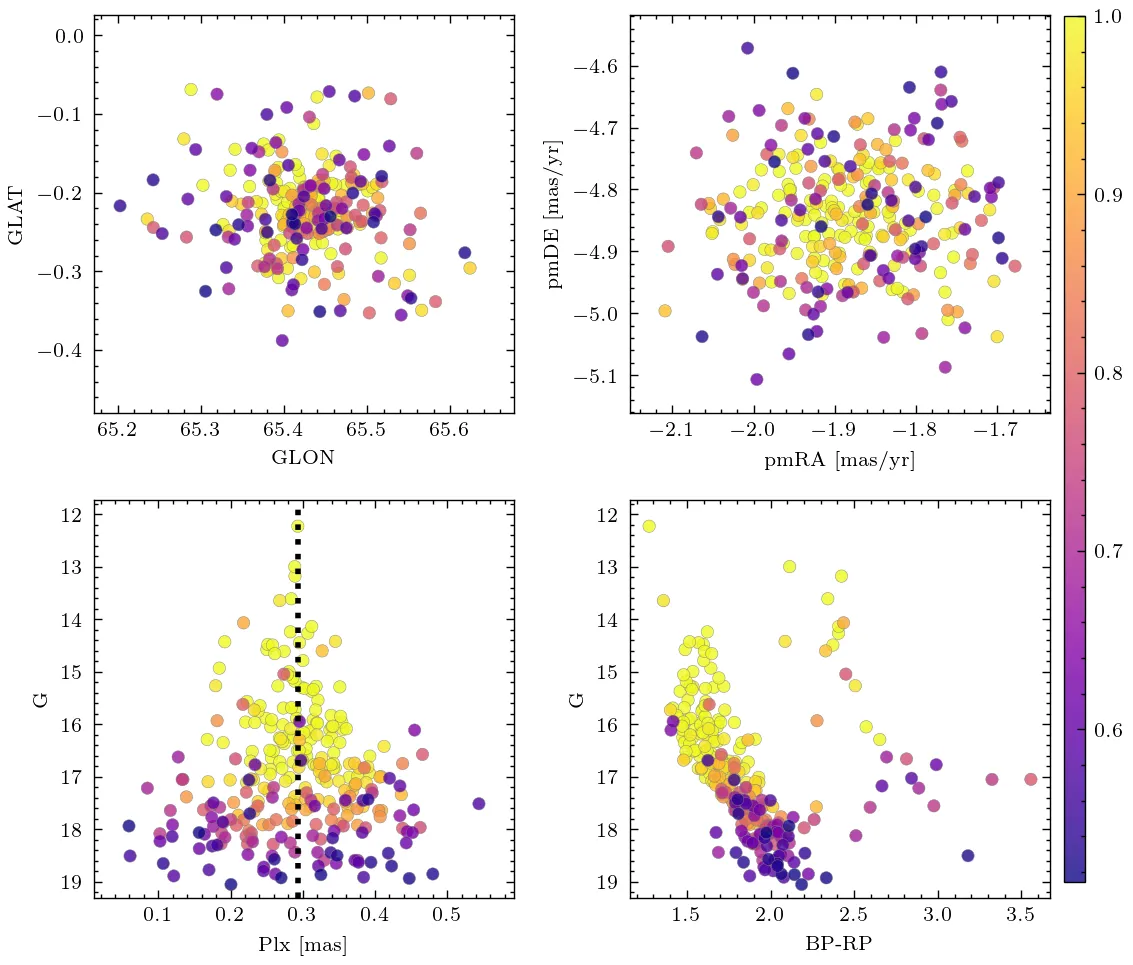 0.0
−0.1
−0.2
−0.3
−0.4
GLAT
65.2 65.3 65.4 65.5 65.6
GLON
−4.6
−4.7
−4.8
−4.9
−5.0
−5.1
pmDE [mas/yr]
−2.1 −2.0 −1.9 −1.8 −1.7
pmRA [mas/yr]
1.0
0.9
0.8
0.7
0.6
12
13
14
15
16
17
18
19
G
0.1 0.2 0.3 0.4 0.5
Plx [mas]
12
13
14
15
16
17
18
19
G
1.5 2.0 2.5 3.0 3.5
BP-RP